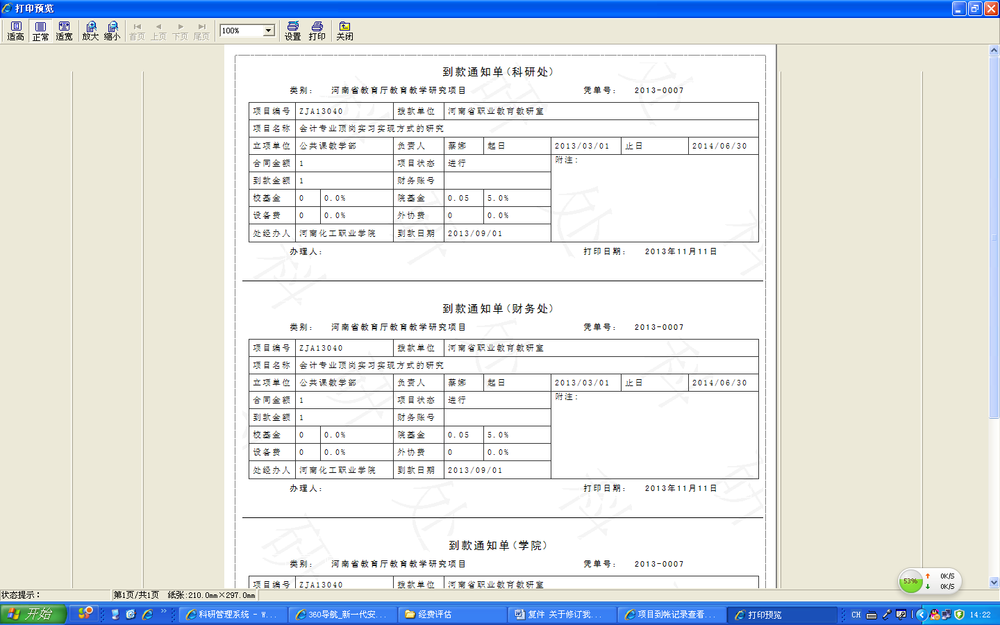 打印预览
适高 正常 适宽 放大 缩小 首页 上页 下页 尾页 100% 设置 打印 关闭
到款通知单(科研处)
类别: 河南省教育厅教育教学研究项目 凭单号: 2013-0007
项目编号 ZJA13040 拨款单位 河南省职业教育教研室
项目名称 会计专业顶岗实习实现方式的研究
立项单位 公共课教学部 负责人 蔡娜 起日 2013/03/01 止日 2014/06/30
合同金额 1 项目状态 进行 附注:
到款金额 1 财务账号
校基金 0 0.0% 院基金 0.05 5.0%
设备费 0 0.0% 外协费 0 0.0%
处经办人 河南化工职业学院 到款日期 2013/09/01
办理人: 打印日期: 2013年11月11日
到款通知单(财务处)
类别: 河南省教育厅教育教学研究项目 凭单号: 2013-0007
项目编号 ZJA13040 拨款单位 河南省职业教育教研室
项目名称 会计专业顶岗实习实现方式的研究
立项单位 公共课教学部 负责人 蔡娜 起日 2013/03/01 止日 2014/06/30
合同金额 1 项目状态 进行 附注:
到款金额 1 财务账号
校基金 0 0.0% 院基金 0.05 5.0%
设备费 0 0.0% 外协费 0 0.0%
处经办人 河南化工职业学院 到款日期 2013/09/01
办理人: 打印日期: 2013年11月11日
到款通知单(学院)
类别: 河南省教育厅教育教学研究项目 凭单号: 2013-0007
项目编号 ZJA13040 拨款单位 河南省职业教育教研室
53% 0K/S
0K/S
状态提示: 第1页/共1页 纸张:210.0mm×297.0mm
开始 科研管理系统 - W... 360导航_新一代安... 经费评估 复件 关于修订我... 项目到帐记录查看... 打印预览 CH 14:22